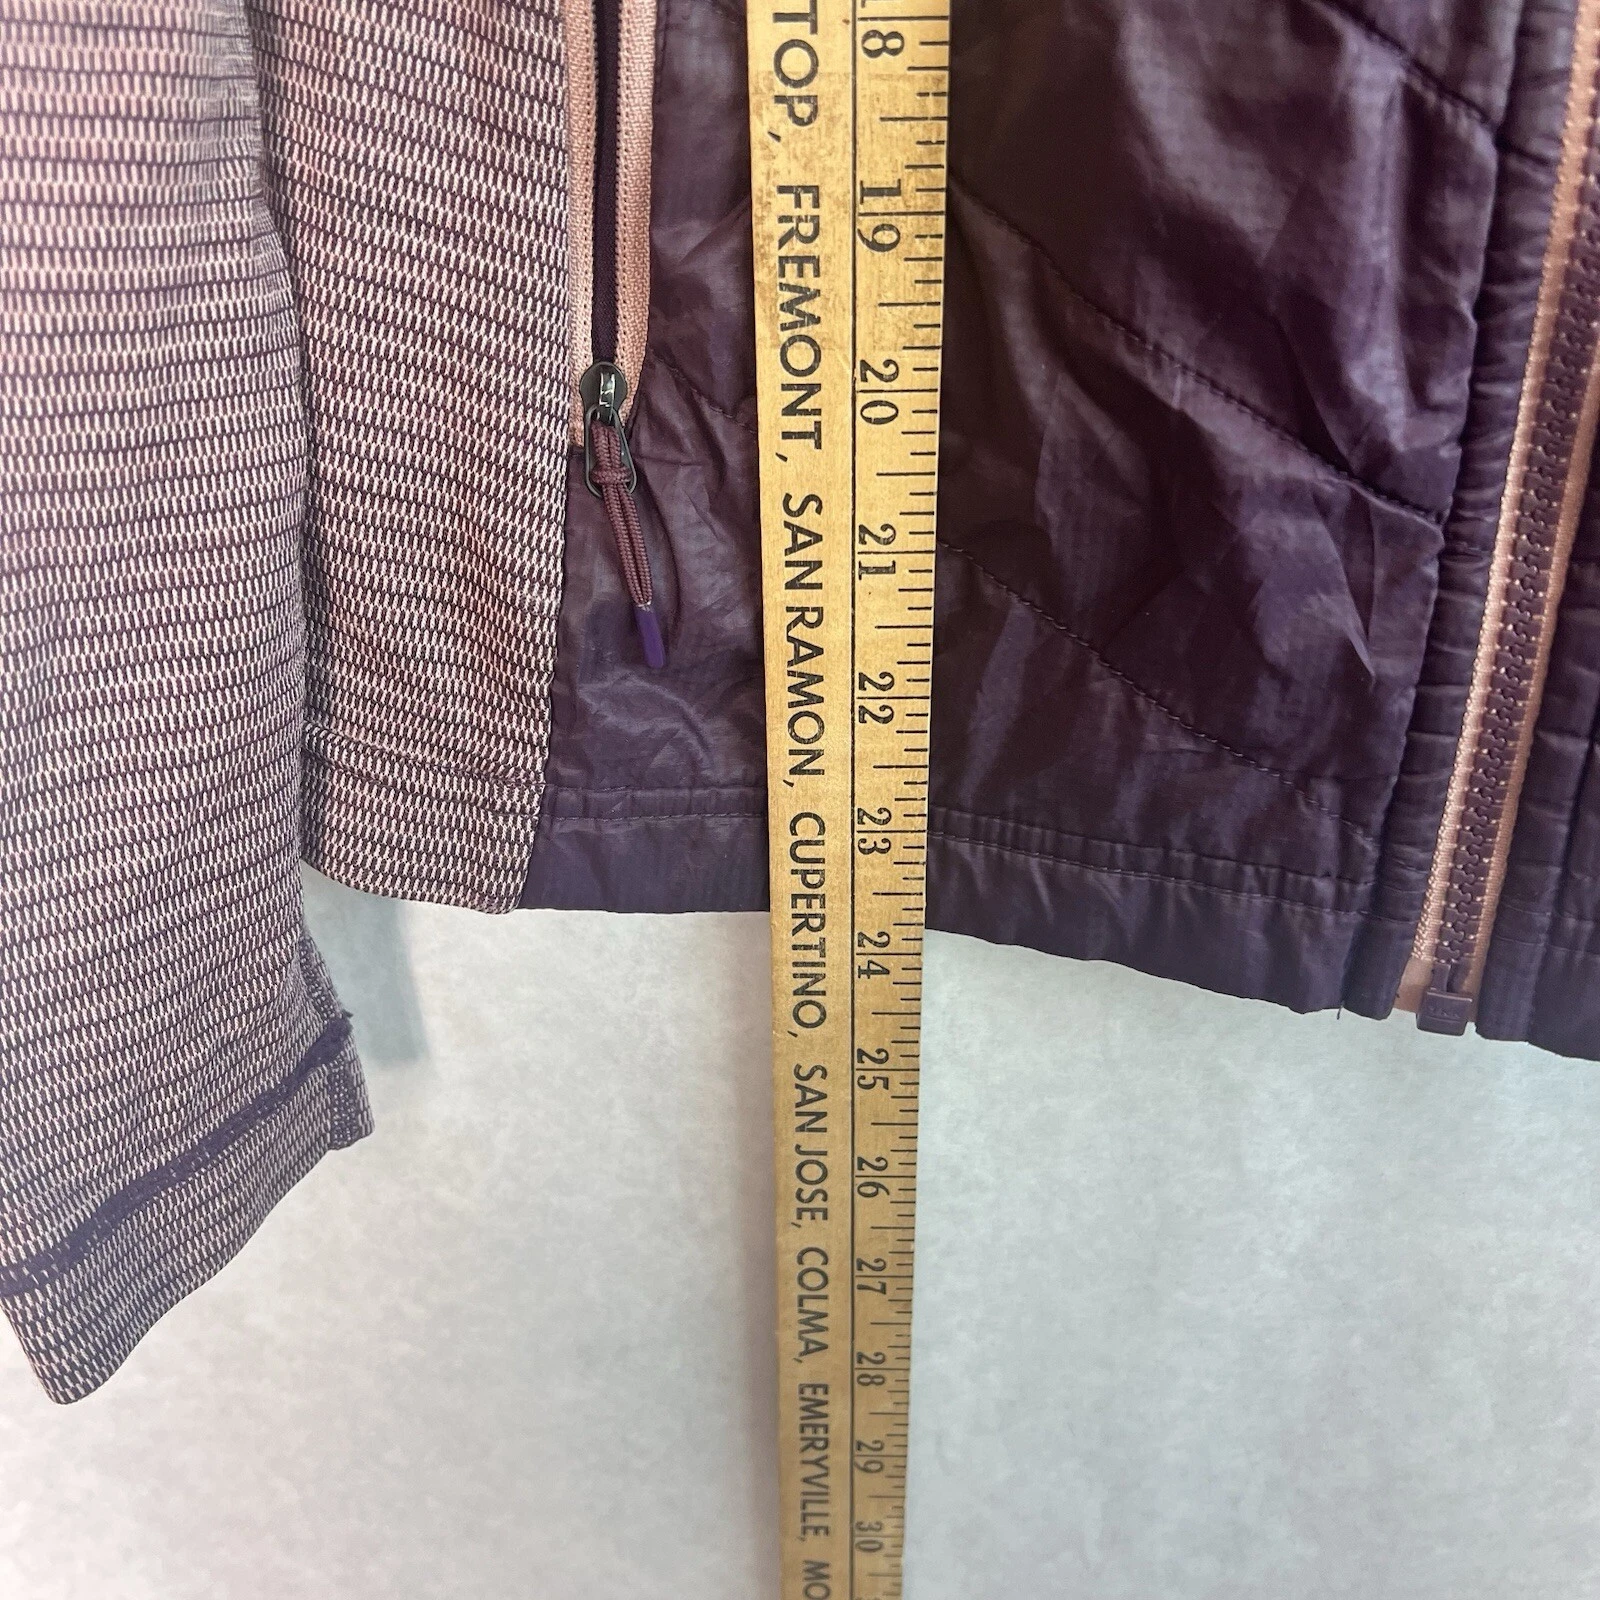 TOP, FREMONT, SAN RAMON, CUPERTINO, SAN JOSE, COLMA, EMERYVILLE, MO
18 19 20 21 22 23 24 25 26 27 28 29 30